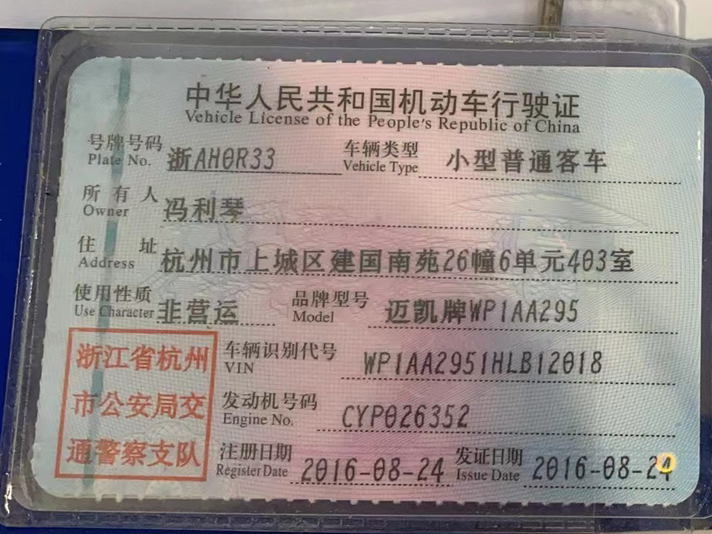 中华人民共和国机动车行驶证
Vehicle License of the People's Republic of China
号牌号码 浙AH0R33 车辆类型 小型普通客车
Plate No. Vehicle Type
所有人 冯利琴
Owner
住址 杭州市上城区建国南苑26幢6单元403室
Address
使用性质 非营运 品牌型号 迈凯牌WP1AA295
Use Character Model
浙江省杭州 车辆识别代号 WP1AA2951HLB12018
VIN
市公安局交 发动机号码 CYP026352
Engine No.
通警察支队 注册日期 2016-08-24 发证日期 2016-08-24
Register Date Issue Date